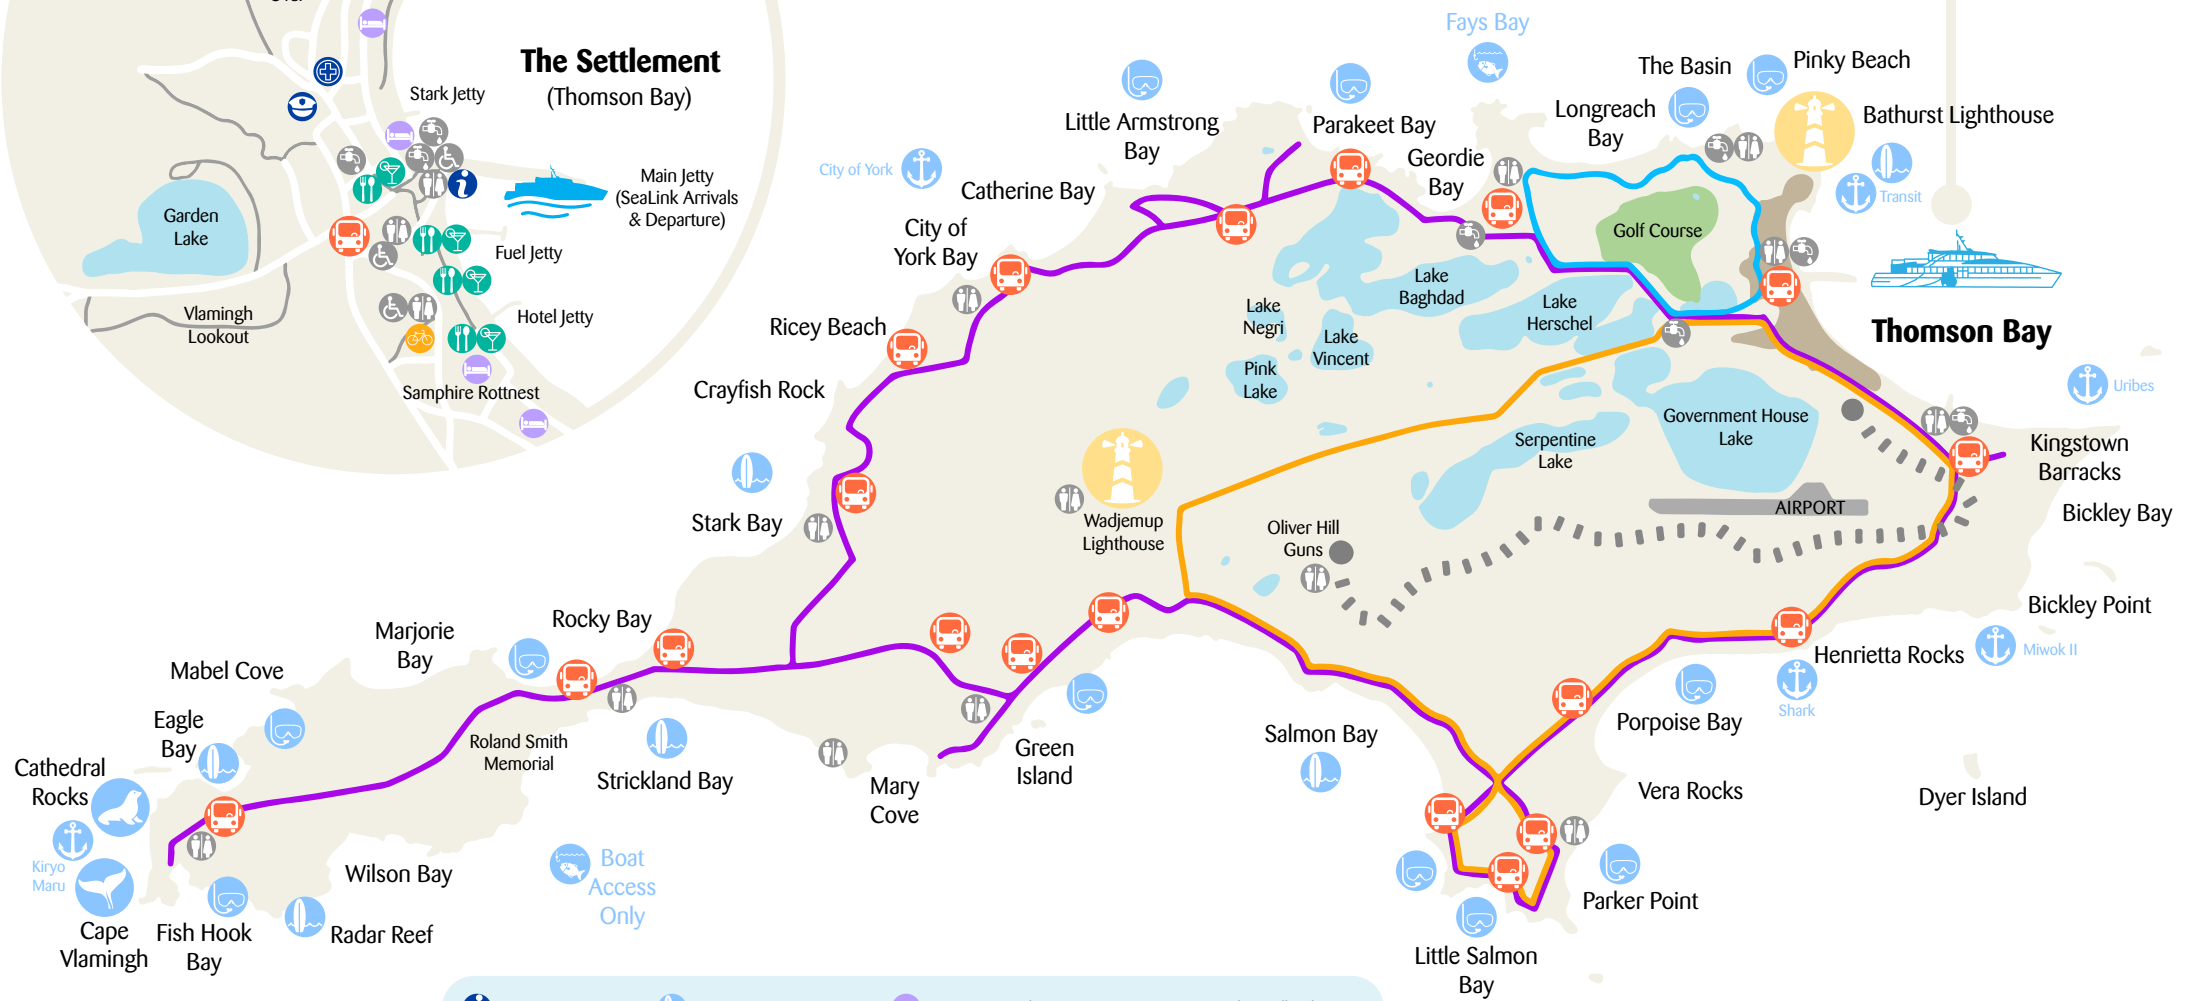 The Settlement
(Thomson Bay)
Stark Jetty
Main Jetty
(SeaLink Arrivals
& Departure)
Garden
Lake
Fuel Jetty
Vlamingh
Lookout
Hotel Jetty
Samphire Rottnest
Fays Bay
The Basin
Pinky Beach
Longreach
Bay
Bathurst Lighthouse
Little Armstrong
Bay
Parakeet Bay
Geordie
Bay
City of York
Catherine Bay
Transit
City of
York Bay
Golf Course
Lake
Baghdad
Lake
Herschel
Lake
Negri
Lake
Vincent
Pink
Lake
Thomson Bay
Ricey Beach
Crayfish Rock
Uribes
Government House
Lake
Serpentine
Lake
Kingstown
Barracks
AIRPORT
Bickley Bay
Stark Bay
Wadjemup
Lighthouse
Oliver Hill
Guns
Bickley Point
Rocky Bay
Marjorie
Bay
Henrietta Rocks
Miwok II
Mabel Cove
Shark
Porpoise Bay
Eagle
Bay
Roland Smith
Memorial
Strickland Bay
Green
Island
Salmon Bay
Cathedral
Rocks
Mary
Cove
Vera Rocks
Dyer Island
Kiryo
Maru
Wilson Bay
Boat
Access
Only
Parker Point
Cape
Vlamingh
Fish Hook
Bay
Radar Reef
Little Salmon
Bay